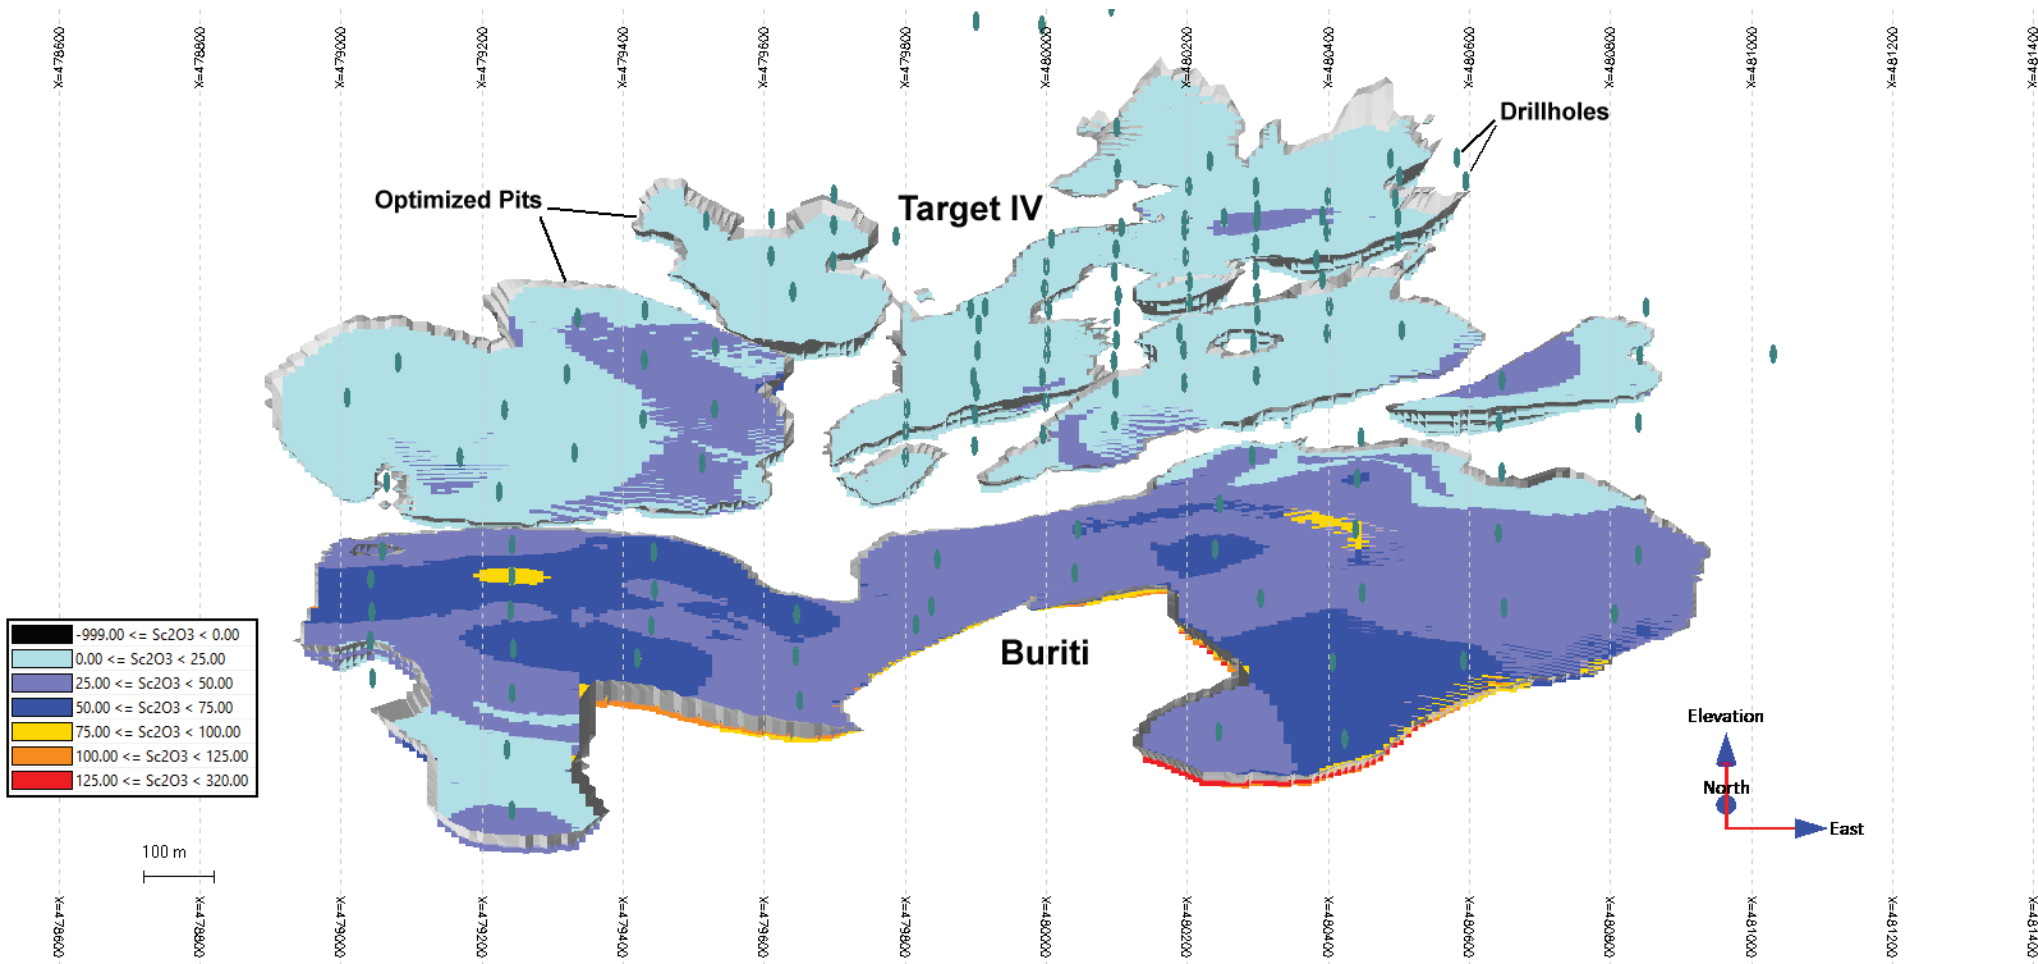 X=478600
X=478800
X=479000
X=479200
X=479400
X=479600
X=479800
X=480000
X=480200
X=480400
X=480600
X=480800
X=481000
X=481200
X=481400
Drillholes
Optimized Pits
Target IV
Buriti
-999.00 <= Sc2O3 < 0.00
0.00 <= Sc2O3 < 25.00
25.00 <= Sc2O3 < 50.00
50.00 <= Sc2O3 < 75.00
75.00 <= Sc2O3 < 100.00
100.00 <= Sc2O3 < 125.00
125.00 <= Sc2O3 < 320.00
Elevation
North
East
100 m
X=478600
X=478800
X=479000
X=479200
X=479400
X=479600
X=479800
X=480000
X=480200
X=480400
X=480600
X=480800
X=481000
X=481200
X=481400